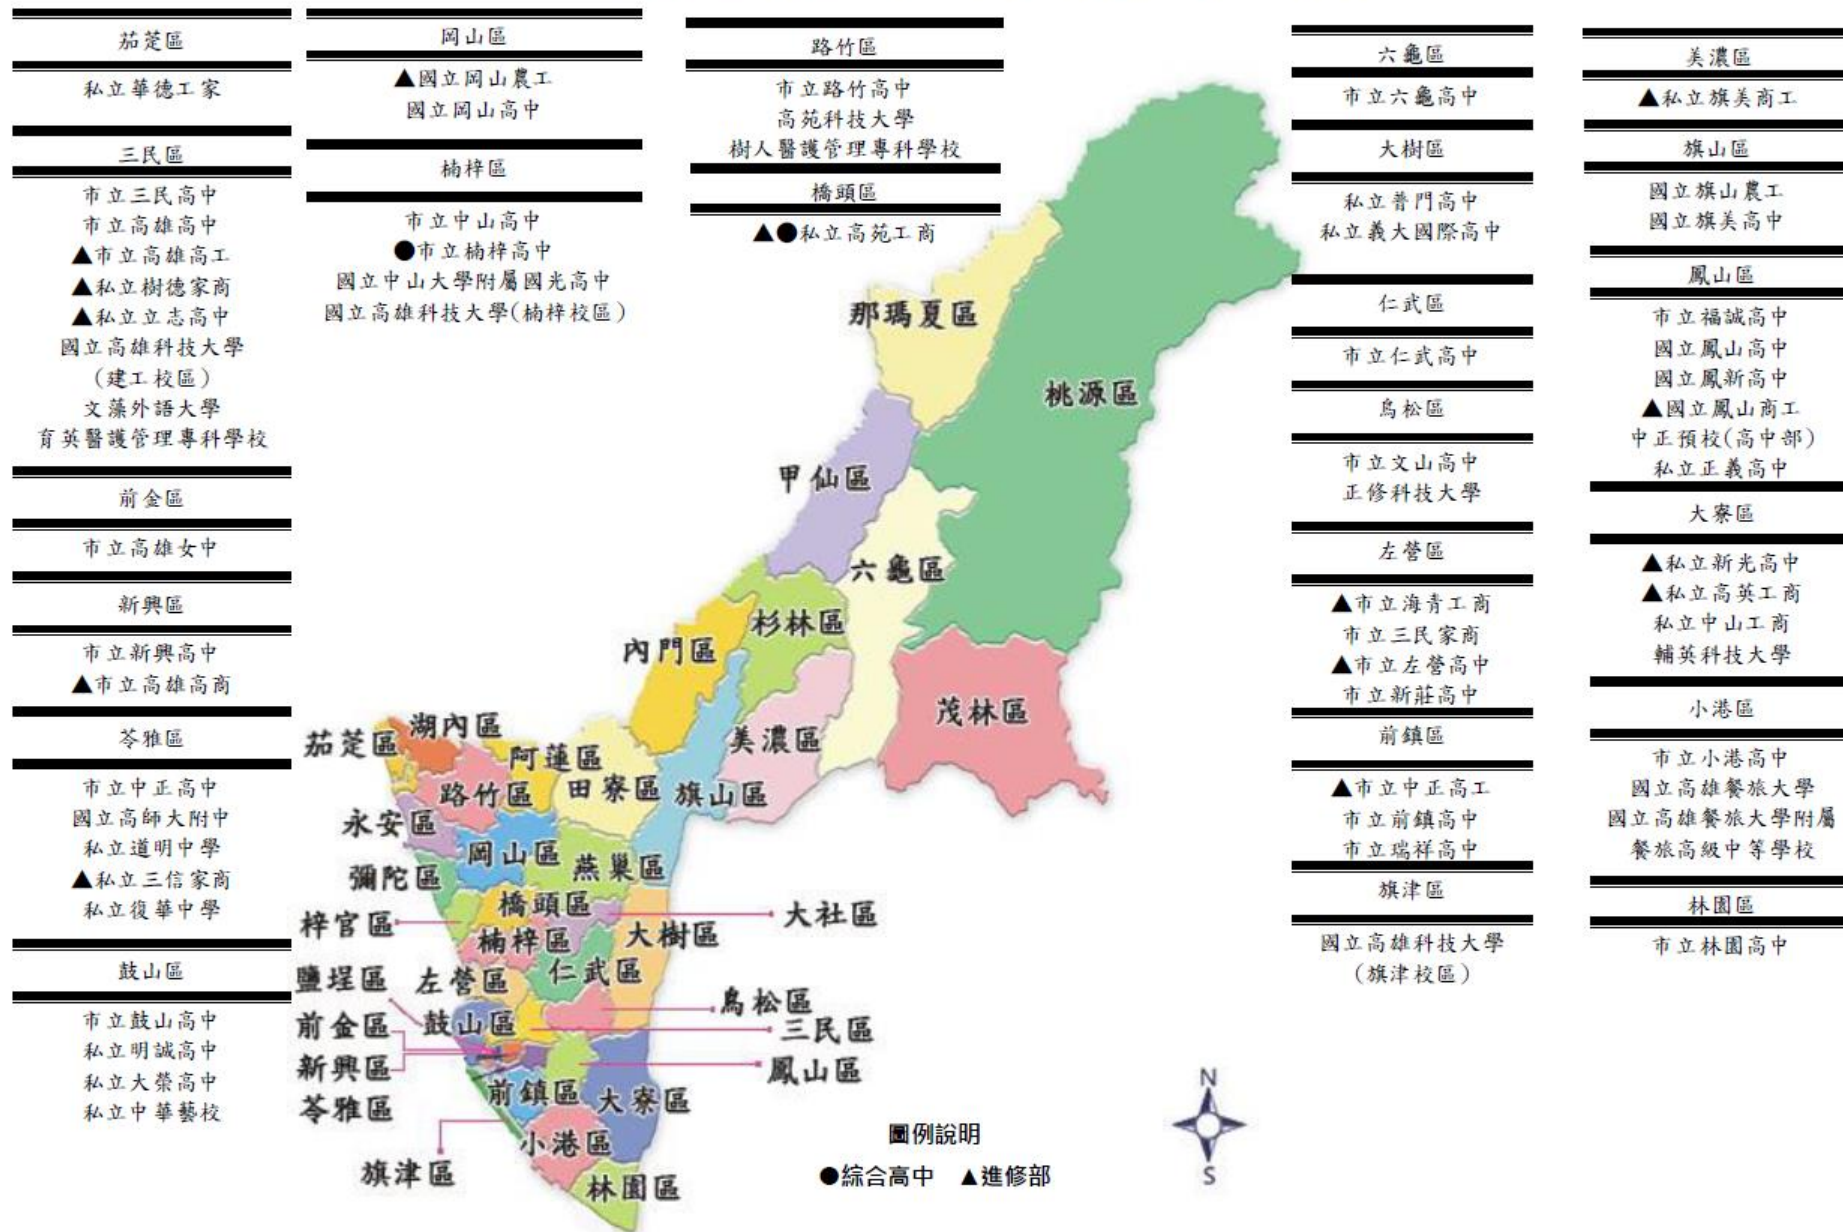 茄萣區
私立華德工家
三民區
市立三民高中
市立高雄高中
▲市立高雄高工
▲私立樹德家商
▲私立立志高中
國立高雄科技大學
(建工校區)
文藻外語大學
育英醫護管理專科學校
前金區
市立高雄女中
新興區
市立新興高中
▲市立高雄高商
苓雅區
市立中正高中
國立高師大附中
私立道明中學
▲私立三信家商
私立復華中學
鼓山區
市立鼓山高中
私立明誠高中
私立大榮高中
私立中華藝校
岡山區
▲國立岡山農工
國立岡山高中
楠梓區
市立中山高中
●市立楠梓高中
國立中山大學附屬國光高中
國立高雄科技大學(楠梓校區)
路竹區
市立路竹高中
高苑科技大學
樹人醫護管理專科學校
橋頭區
▲●私立高苑工商
六龜區
市立六龜高中
大樹區
私立普門高中
私立義大國際高中
仁武區
市立仁武高中
鳥松區
市立文山高中
正修科技大學
左營區
▲市立海青工商
市立三民家商
▲市立左營高中
市立新莊高中
前鎮區
▲市立中正高工
市立前鎮高中
市立瑞祥高中
旗津區
國立高雄科技大學
(旗津校區)
美濃區
▲私立旗美商工
旗山區
國立旗山農工
國立旗美高中
鳳山區
市立福誠高中
國立鳳山高中
國立鳳新高中
▲國立鳳山商工
中正預校(高中部)
私立正義高中
大寮區
▲私立新光高中
▲私立高英工商
私立中山工商
輔英科技大學
小港區
市立小港高中
國立高雄餐旅大學
國立高雄餐旅大學附屬
餐旅高級中等學校
林園區
市立林園高中
那瑪夏區
桃源區
甲仙區
六龜區
杉林區
內門區
茂林區
美濃區
湖內區
茄萣區
阿蓮區
田寮區
旗山區
路竹區
永安區
岡山區
燕巢區
彌陀區
橋頭區
大社區
梓官區
楠梓區
大樹區
仁武區
鹽埕區
左營區
鳥松區
前金區
鼓山區
三民區
新興區
鳳山區
前鎮區
大寮區
苓雅區
小港區
旗津區
林園區
圖例說明
●綜合高中 ▲進修部
N
S